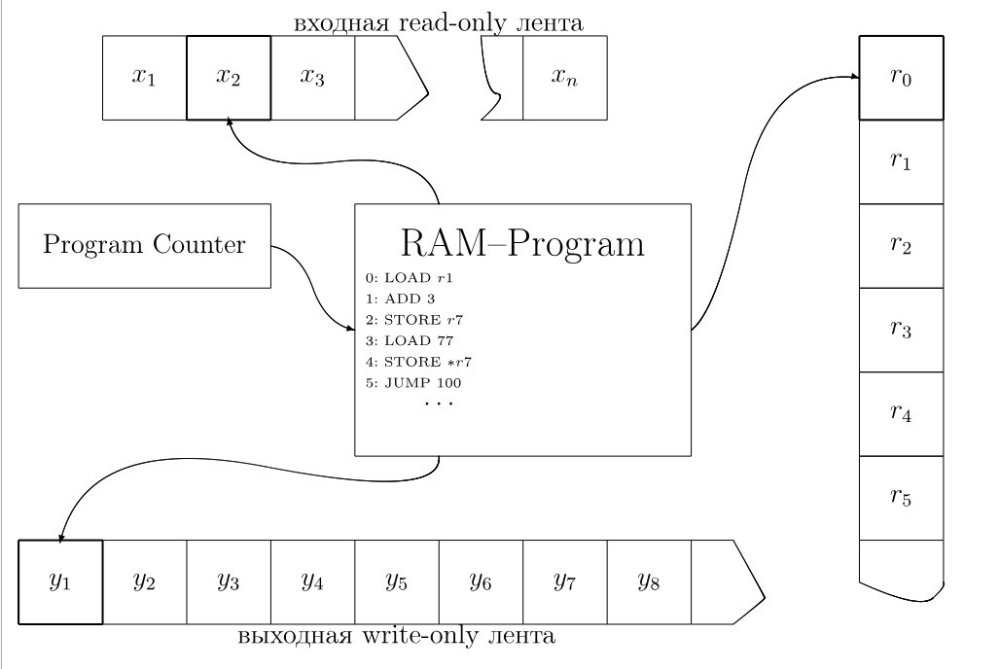 входная read-only лента
x₁ x₂ x₃ xₙ
r₀
r₁
r₂
r₃
r₄
r₅
Program Counter
RAM–Program
0: LOAD r1
1: ADD 3
2: STORE r7
3: LOAD 77
4: STORE *r7
5: JUMP 100
...
y₁ y₂ y₃ y₄ y₅ y₆ y₇ y₈
выходная write-only лента